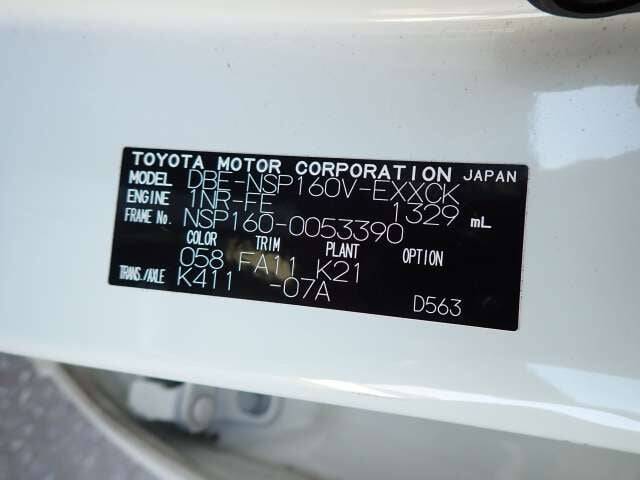 TOYOTA MOTOR CORPORATION JAPAN
MODEL DBE-NSP160V-EXXCK
ENGINE 1NR-FE 1329 mL
FRAME No. NSP160-0053390
COLOR TRIM PLANT OPTION
058 FA11 K21
TRANS./AXLE K411 -07A D563